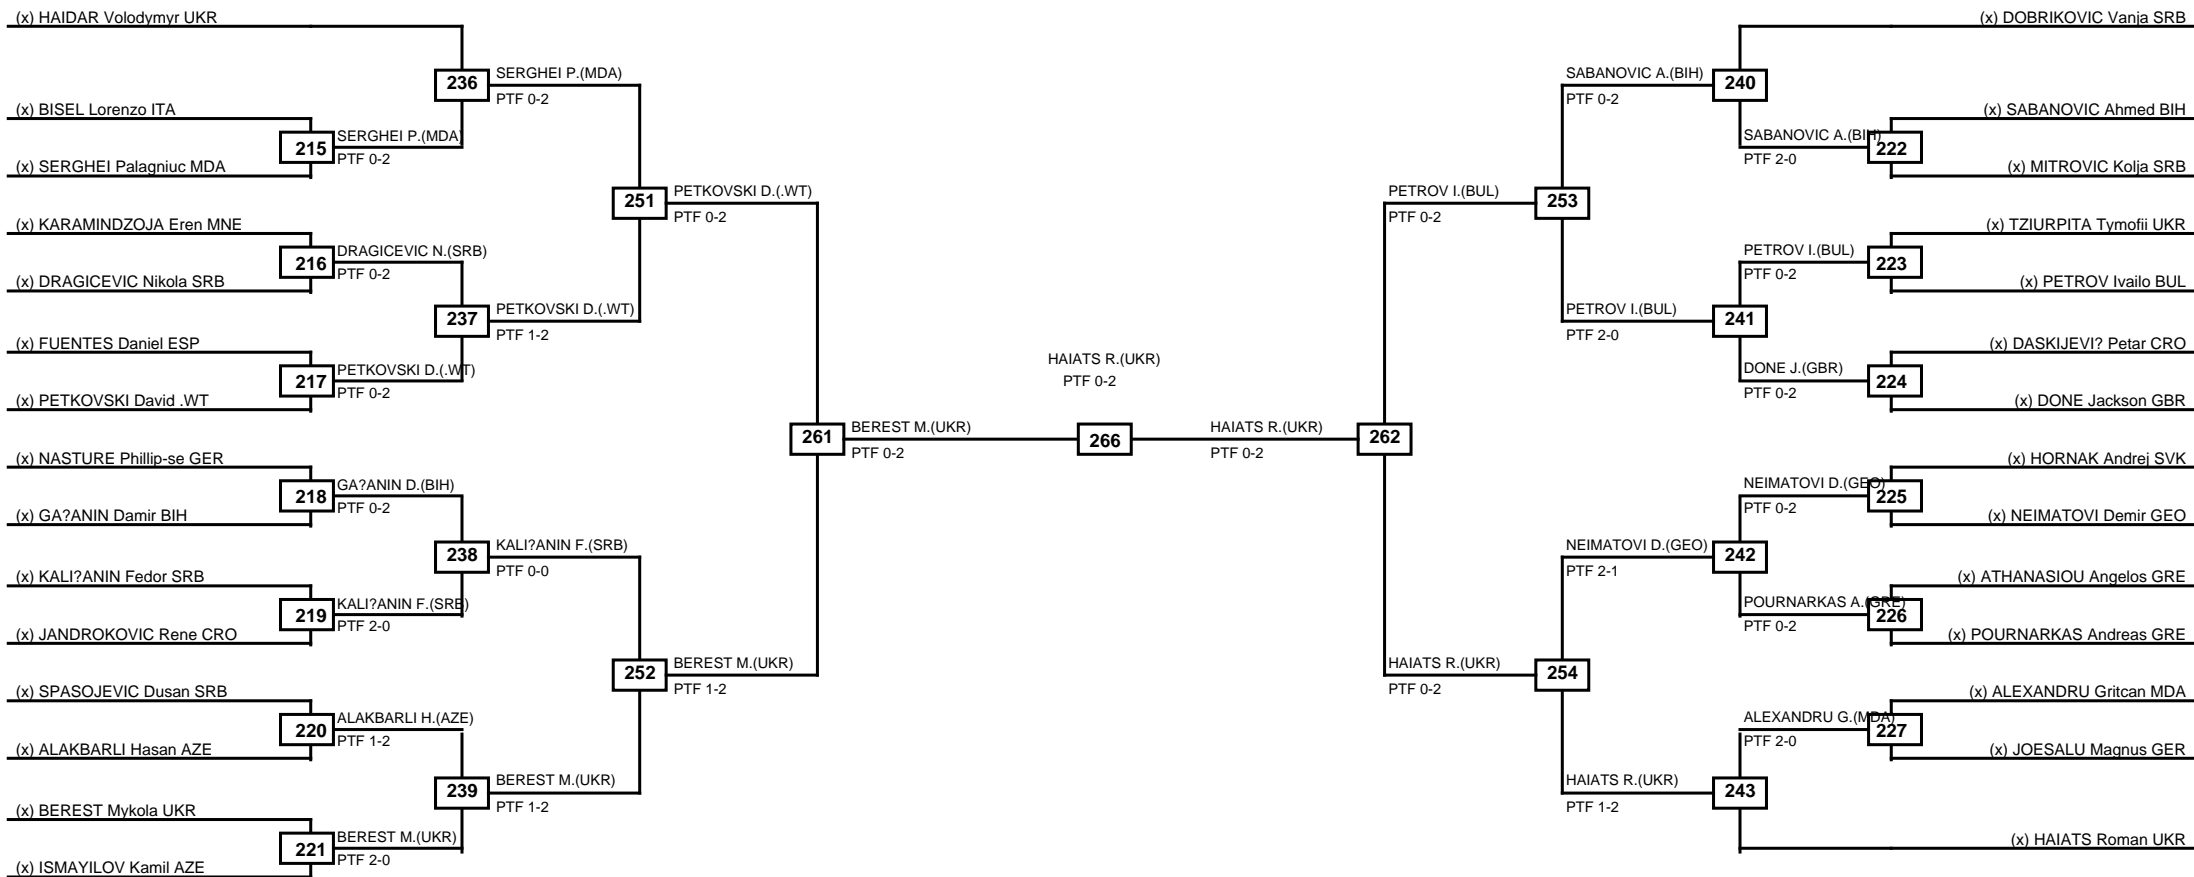 (x) HAIDAR Volodymyr UKR
(x) BISEL Lorenzo ITA
(x) SERGHEI Palagniuc MDA
(x) KARAMINDZOJA Eren MNE
(x) DRAGICEVIC Nikola SRB
(x) FUENTES Daniel ESP
(x) PETKOVSKI David .WT
(x) NASTURE Phillip-se GER
(x) GA?ANIN Damir BIH
(x) KALI?ANIN Fedor SRB
(x) JANDROKOVIC Rene CRO
(x) SPASOJEVIC Dusan SRB
(x) ALAKBARLI Hasan AZE
(x) BEREST Mykola UKR
(x) ISMAYILOV Kamil AZE
215
SERGHEI P.(MDA)
PTF 0-2
216
DRAGICEVIC N.(SRB)
PTF 0-2
217
PETKOVSKI D.(.WT)
PTF 0-2
218
GA?ANIN D.(BIH)
PTF 0-2
219
KALI?ANIN F.(SRB)
PTF 2-0
220
ALAKBARLI H.(AZE)
PTF 1-2
221
BEREST M.(UKR)
PTF 2-0
236
SERGHEI P.(MDA)
PTF 0-2
237
PETKOVSKI D.(.WT)
PTF 1-2
238
KALI?ANIN F.(SRB)
PTF 0-0
239
BEREST M.(UKR)
PTF 1-2
251
PETKOVSKI D.(.WT)
PTF 0-2
252
BEREST M.(UKR)
PTF 1-2
261
BEREST M.(UKR)
PTF 0-2
HAIATS R.(UKR)
PTF 0-2
266
HAIATS R.(UKR)
PTF 0-2
262
PETROV I.(BUL)
PTF 0-2
253
HAIATS R.(UKR)
PTF 0-2
254
SABANOVIC A.(BIH)
PTF 0-2
240
PETROV I.(BUL)
PTF 2-0
241
NEIMATOVI D.(GEO)
PTF 2-1
242
HAIATS R.(UKR)
PTF 1-2
243
SABANOVIC A.(BIH)
PTF 2-0
222
PETROV I.(BUL)
PTF 0-2
223
DONE J.(GBR)
PTF 0-2
224
NEIMATOVI D.(GEO)
PTF 0-2
225
POURNARKAS A.(GRE)
PTF 0-2
226
ALEXANDRU G.(MDA)
PTF 2-0
227
(x) DOBRIKOVIC Vanja SRB
(x) SABANOVIC Ahmed BIH
(x) MITROVIC Kolja SRB
(x) TZIURPITA Tymofii UKR
(x) PETROV Ivailo BUL
(x) DASKIJEVI? Petar CRO
(x) DONE Jackson GBR
(x) HORNAK Andrej SVK
(x) NEIMATOVI Demir GEO
(x) ATHANASIOU Angelos GRE
(x) POURNARKAS Andreas GRE
(x) ALEXANDRU Gritcan MDA
(x) JOESALU Magnus GER
(x) HAIATS Roman UKR